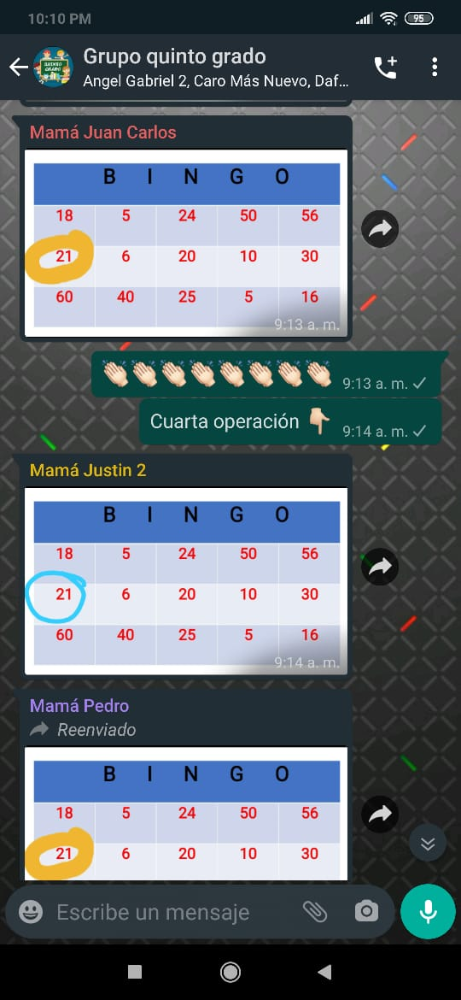 10:10 PM
95
Grupo quinto grado
Angel Gabriel 2, Caro Más Nuevo, Daf...
QUINTO
GRADO
Mamá Juan Carlos
B I N G O
18 5 24 50 56
21 6 20 10 30
60 40 25 5 16
9:13 a. m.
9:13 a. m.
Cuarta operación
9:14 a. m.
Mamá Justin 2
B I N G O
18 5 24 50 56
21 6 20 10 30
60 40 25 5 16
9:14 a. m.
Mamá Pedro
Reenviado
B I N G O
18 5 24 50 56
21 6 20 10 30
Escribe un mensaje